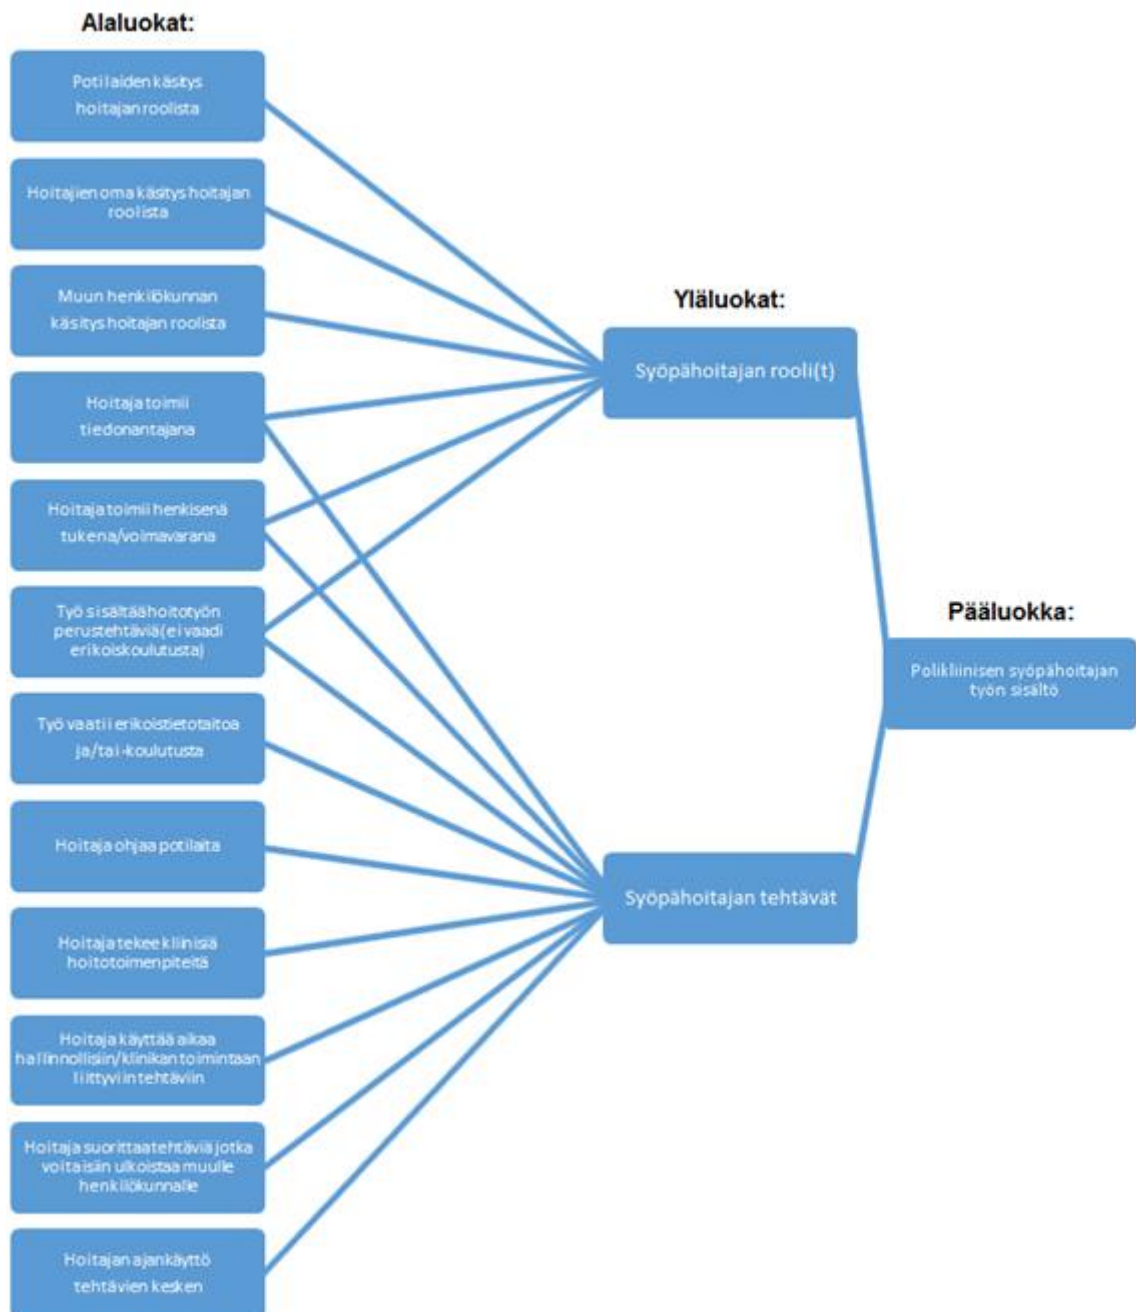 Alaluokat:
Potilaiden käsitys
hoitajan roolista
Hoitajien oma käsitys hoitajan
roolista
Muun henkilökunnan
käsitys hoitajan roolista
Hoitaja toimii
tiedonantajana
Hoitaja toimii henkisenä
tukena/voimavarana
Työ sisältää hoitotyön
perustehtäviä (ei vaadi
erikoiskoulutusta)
Työ vaatii erikoistietotaitoa
ja/tai -koulutusta
Hoitaja ohjaa potilaita
Hoitaja tekee kliinisiä
hoitotoimenpiteitä
Hoitaja käyttää aikaa
hallinnollisiin/klinikan toimintaan
liittyviin tehtäviin
Hoitaja suorittaa tehtäviä jotka
voitaisiin ulkoistaa muulle
henkilökunnalle
Hoitajan ajankäyttö
tehtävien kesken
Yläluokat:
Syöpähoitajan rooli(t)
Syöpähoitajan tehtävät
Pääluokka:
Polikliinisen syöpähoitajan
työn sisältö